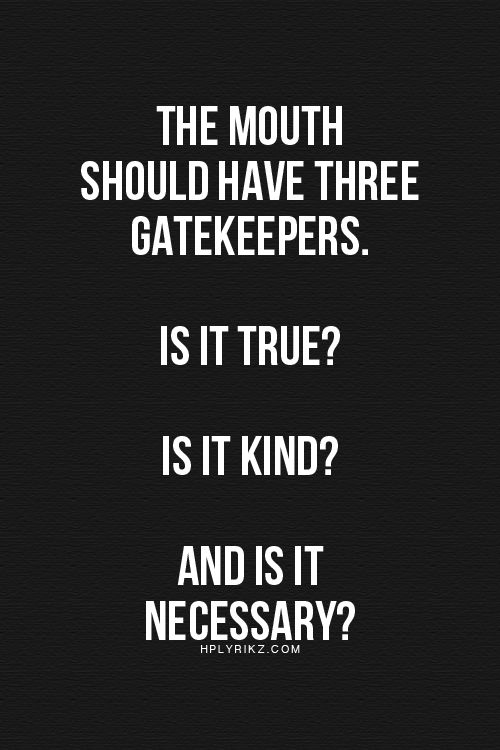 THE MOUTH
SHOULD HAVE THREE
GATEKEEPERS.
IS IT TRUE?
IS IT KIND?
AND IS IT
NECESSARY?
HPLYRIKZ.COM